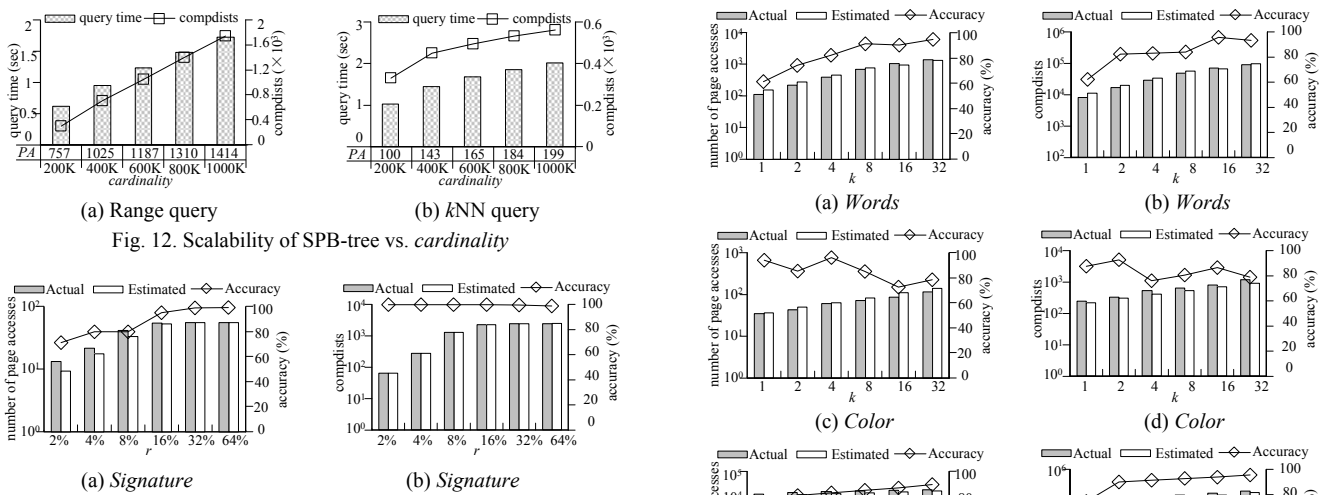 query time compdists
query time (sec)
2
1.5
1
0.5
0
2
1.6
1.2
0.8
0.4
0
compdists (×10³)
PA 757 1025 1187 1310 1414
200K 400K 600K 800K 1000K
cardinality
(a) Range query
query time compdists
query time (sec)
3
2
1
0
0.6
0.4
0.2
0
compdists (×10³)
PA 100 143 165 184 199
200K 400K 600K 800K 1000K
cardinality
(b) kNN query
Fig. 12. Scalability of SPB-tree vs. cardinality
Actual Estimated Accuracy
number of page accesses
10²
10¹
10⁰
100
80
60
40
20
0
accuracy (%)
2% 4% 8% 16% 32% 64%
r
(a) Signature
Actual Estimated Accuracy
compdists
10⁴
10³
10²
10¹
10⁰
100
80
60
40
20
0
accuracy (%)
2% 4% 8% 16% 32% 64%
r
(b) Signature
Actual Estimated Accuracy
number of page accesses
10⁴
10³
10²
10¹
10⁰
100
80
60
40
20
0
accuracy (%)
1 2 4 8 16 32
k
(a) Words
Actual Estimated Accuracy
compdists
10⁶
10⁵
10⁴
10³
10²
100
80
60
40
20
0
accuracy (%)
1 2 4 8 16 32
k
(b) Words
Actual Estimated Accuracy
number of page accesses
10³
10²
10¹
10⁰
100
80
60
40
20
0
accuracy (%)
1 2 4 8 16 32
k
(c) Color
Actual Estimated Accuracy
compdists
10⁴
10³
10²
10¹
10⁰
100
80
60
40
20
0
accuracy (%)
1 2 4 8 16 32
k
(d) Color
Actual Estimated Accuracy
accesses
10⁵
100
80
Actual Estimated Accuracy
10⁶
100
80